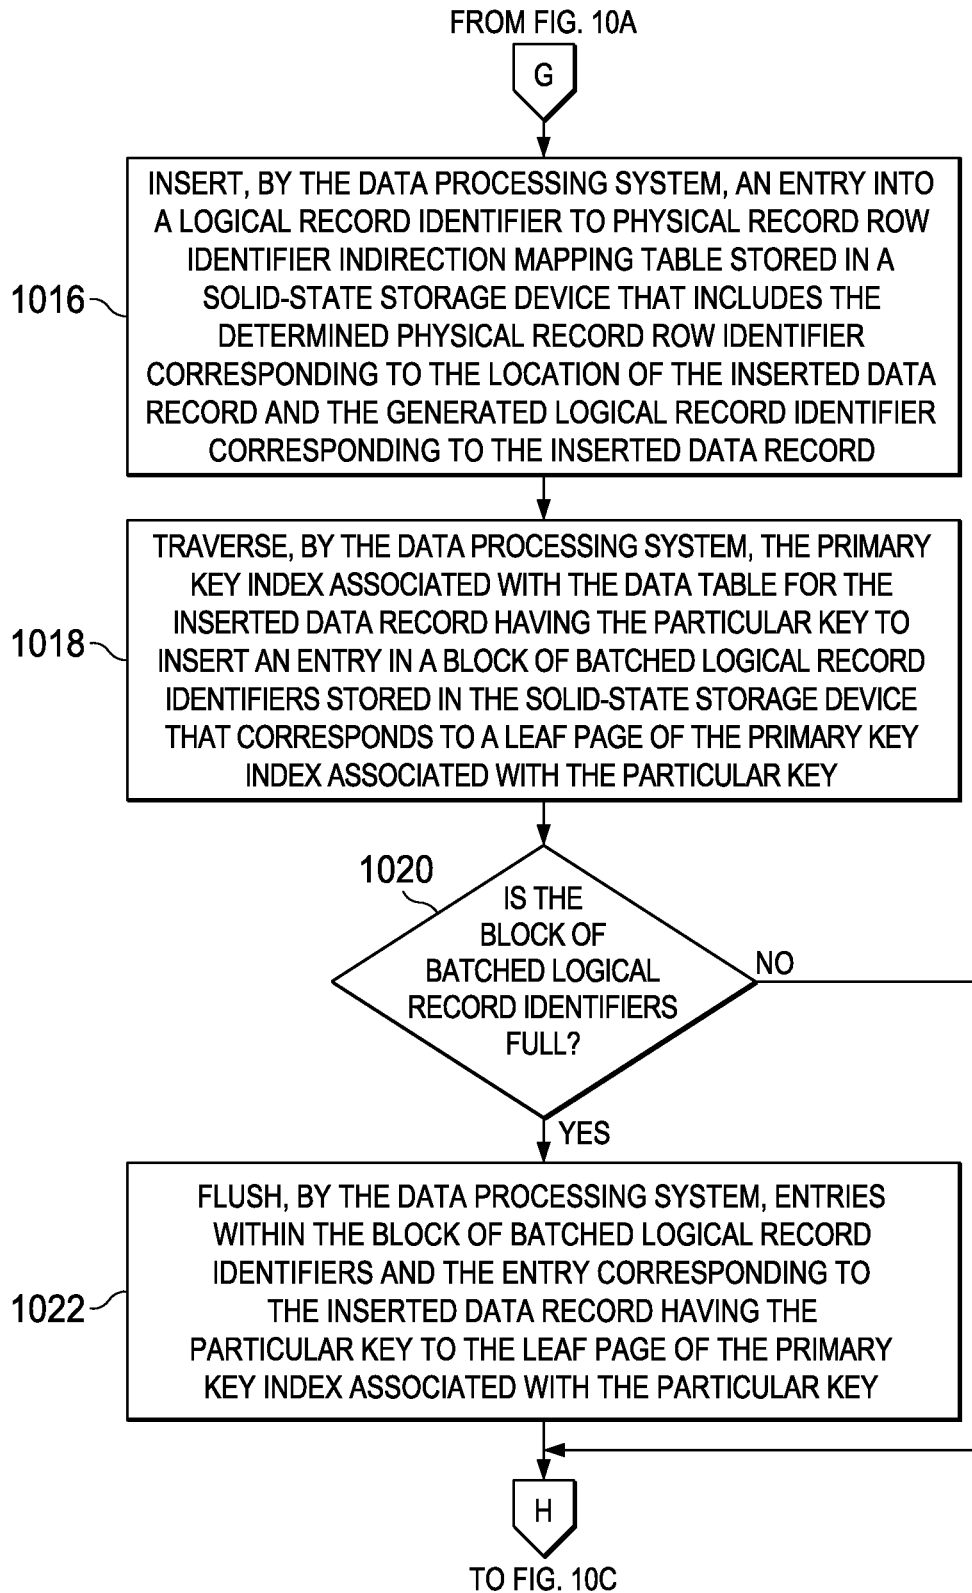 FROM FIG. 10A
G
1016
INSERT, BY THE DATA PROCESSING SYSTEM, AN ENTRY INTO
A LOGICAL RECORD IDENTIFIER TO PHYSICAL RECORD ROW
IDENTIFIER INDIRECTION MAPPING TABLE STORED IN A
SOLID-STATE STORAGE DEVICE THAT INCLUDES THE
DETERMINED PHYSICAL RECORD ROW IDENTIFIER
CORRESPONDING TO THE LOCATION OF THE INSERTED DATA
RECORD AND THE GENERATED LOGICAL RECORD IDENTIFIER
CORRESPONDING TO THE INSERTED DATA RECORD
1018
TRAVERSE, BY THE DATA PROCESSING SYSTEM, THE PRIMARY
KEY INDEX ASSOCIATED WITH THE DATA TABLE FOR THE
INSERTED DATA RECORD HAVING THE PARTICULAR KEY TO
INSERT AN ENTRY IN A BLOCK OF BATCHED LOGICAL RECORD
IDENTIFIERS STORED IN THE SOLID-STATE STORAGE DEVICE
THAT CORRESPONDS TO A LEAF PAGE OF THE PRIMARY KEY
INDEX ASSOCIATED WITH THE PARTICULAR KEY
1020
IS THE
BLOCK OF
BATCHED LOGICAL
RECORD IDENTIFIERS
FULL?
NO
YES
1022
FLUSH, BY THE DATA PROCESSING SYSTEM, ENTRIES
WITHIN THE BLOCK OF BATCHED LOGICAL RECORD
IDENTIFIERS AND THE ENTRY CORRESPONDING TO
THE INSERTED DATA RECORD HAVING THE
PARTICULAR KEY TO THE LEAF PAGE OF THE PRIMARY
KEY INDEX ASSOCIATED WITH THE PARTICULAR KEY
H
TO FIG. 10C